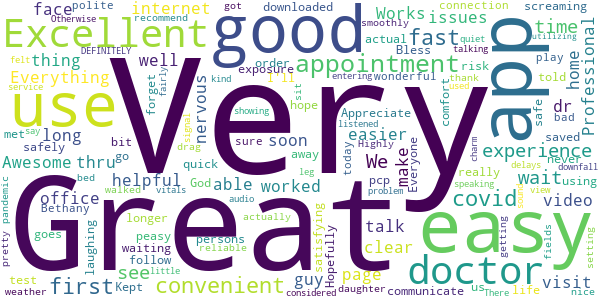 Otherwise
polite
recommend
face
internet
downloaded
got
connection
screaming
Excellent
DEFINITELY
good
Works
issues
smoothly
utilizing
thing
felt
actual
Bless
fast
time
quiet
talking
Everything
well
order
wonderful
thank
service
kind
appointment
risk
told
play
app
Professional
use
forget
fairly
nervous
exposure
I'll
sit
comfort
entering
used
home
dr
bad
met
say
long
bit
hope
Appreciate
easier
safe
Very
signal
showing
listened
Highly
charm
saved
safely
drag
sure
soon
away
today
We
make
Everyone
experience
Awesome
thru
go
quick
leg
pcp
problem
really
wait
never
using
pandemic
bed
vitals
God
able
worked
speaking
delays
view
downfall
helpful
walked
audio
Great
easy
sound
office
Bethany
actually
covid
video
pretty
longer
peasy
persons
reliable
satisfying
Hopefully
talk
doctor
getting
setting
fields
goes
laughing
waiting
clear
test
see
follow
guy
page
visit
weather
first
Kept
little
convenient
considered
daughter
communicate
us
There
life
nice